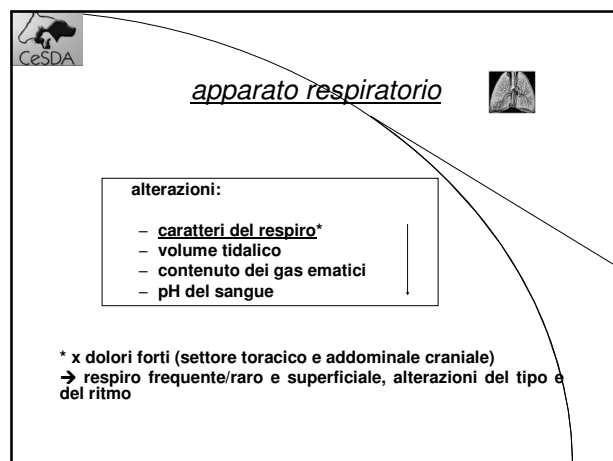 CeSDA
apparato respiratorio
alterazioni:
– caratteri del respiro*
– volume tidalico
– contenuto dei gas ematici
– pH del sangue
* x dolori forti (settore toracico e addominale craniale)
→ respiro frequente/raro e superficiale, alterazioni del tipo e
del ritmo